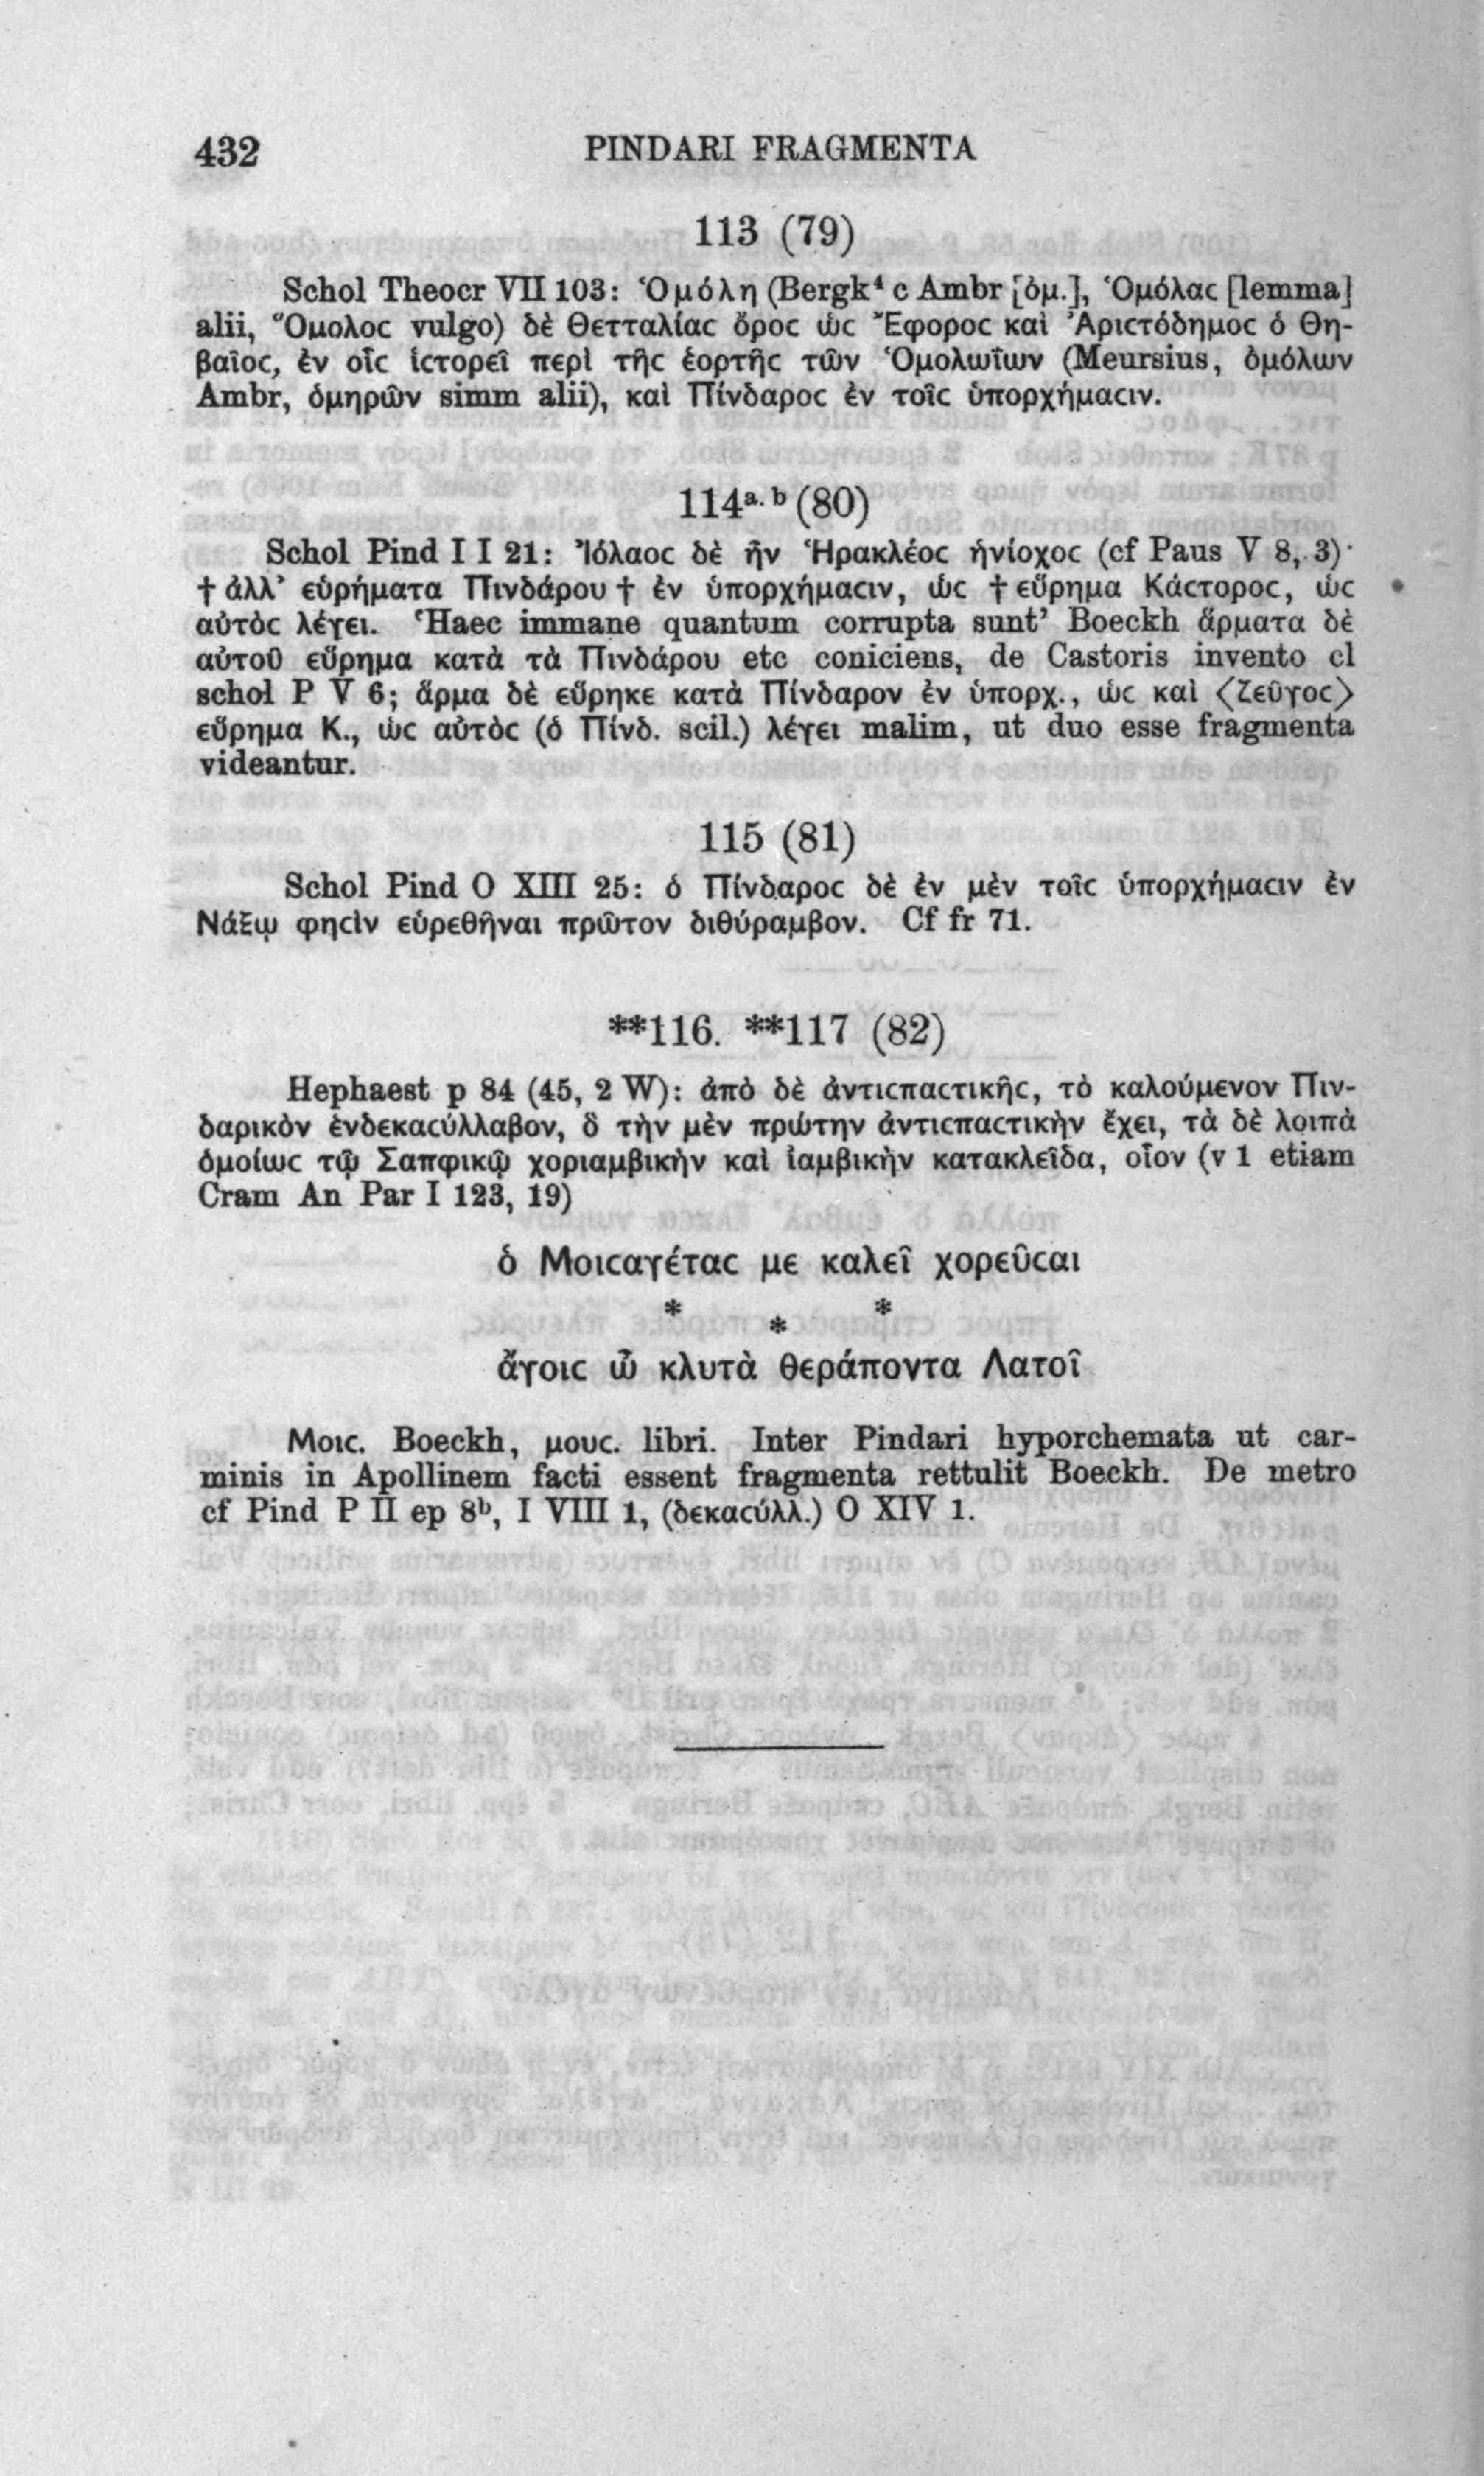 432 PINDARI FRAGMENTA
113 (79)
Schol Theocr VII 103: Ὁμόλη (Bergk⁴ c Ambr [ὁμ.], Ὁμόλαϲ [lemma]
alii, Ὅμολοϲ vulgo) δὲ Θετταλίαϲ ὄροϲ ὡϲ Ἔφοροϲ καὶ Ἀριϲτόδημοϲ ὁ Θη-
βαῖοϲ, ἐν οἷϲ ἱϲτορεῖ περὶ τῆϲ ἑορτῆϲ τῶν Ὁμολωΐων (Meursius, ὁμόλων
Ambr, ὁμηρῶν simm alii), καὶ Πίνδαροϲ ἐν τοῖϲ ὑπορχήμαϲιν.
114ᵃ· ᵇ (80)
Schol Pind I I 21: Ἰόλαοϲ δὲ ἦν Ἡρακλέοϲ ἡνίοχοϲ (cf Paus V 8, 3)·
† ἀλλ’ εὑρήματα Πινδάρου † ἐν ὑπορχήμαϲιν, ὡϲ † εὕρημα Κάϲτοροϲ, ὡϲ
αὐτὸϲ λέγει. ‘Haec immane quantum corrupta sunt’ Boeckh ἅρματα δὲ
αὐτοῦ εὕρημα κατὰ τὰ Πινδάρου etc coniciens, de Castoris invento cl
schol P V 6; ἅρμα δὲ εὕρηκε κατὰ Πίνδαρον ἐν ὑπορχ., ὡϲ καὶ ⟨ζεῦγοϲ⟩
εὕρημα Κ., ὡϲ αὐτὸϲ (ὁ Πίνδ. scil.) λέγει malim, ut duo esse fragmenta
videantur.
115 (81)
Schol Pind O XIII 25: ὁ Πίνδαροϲ δὲ ἐν μὲν τοῖϲ ὑπορχήμαϲιν ἐν
Νάξῳ φηϲὶν εὑρεθῆναι πρῶτον διθύραμβον. Cf fr 71.
**116. **117 (82)
Hephaest p 84 (45, 2 W): ἀπὸ δὲ ἀντιϲπαϲτικῆϲ, τὸ καλούμενον Πιν-
δαρικὸν ἑνδεκαϲύλλαβον, ὃ τὴν μὲν πρώτην ἀντιϲπαϲτικὴν ἔχει, τὰ δὲ λοιπὰ
ὁμοίωϲ τῷ Σαπφικῷ χοριαμβικὴν καὶ ἰαμβικὴν κατακλεῖδα, οἷον (v 1 etiam
Cram An Par I 123, 19)
ὁ Μοιϲαγέταϲ με καλεῖ χορεῦϲαι
* * *
ἄγοιϲ ὦ κλυτὰ θεράποντα Λατοῖ
Μοιϲ. Boeckh, μουϲ. libri. Inter Pindari hyporchemata ut car-
minis in Apollinem facti essent fragmenta rettulit Boeckh. De metro
cf Pind P II ep 8ᵇ, I VIII 1, (δεκαϲύλλ.) O XIV 1.